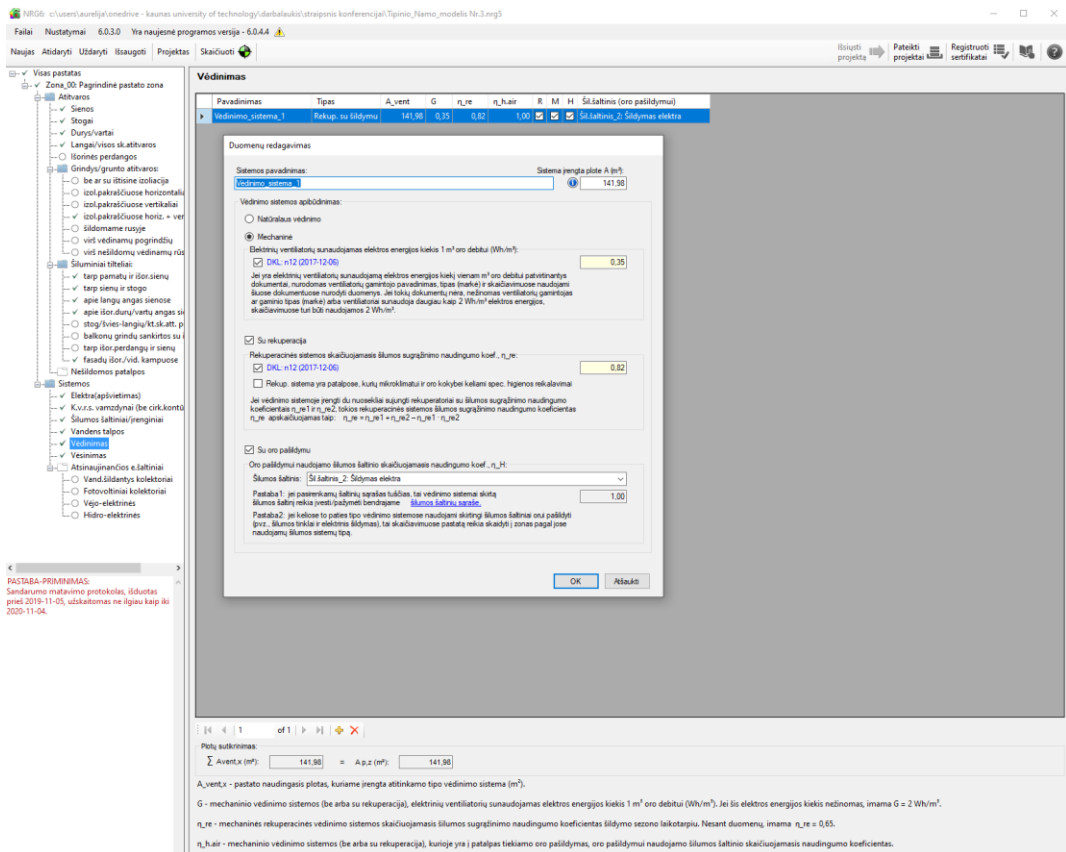 NRG6: c:\users\aurelija\onedrive - kaunas university of technology\darbalaukis\straipsnis konferencijai\Tipinio_Namo_modelis Nr.3.nrg5
Failai Nustatymai 6.0.3.0 Yra naujesnė programos versija - 6.0.4.4
Naujas Atidaryti Uždaryti Išsaugoti Projektas Skaičiuoti
Išsiųsti projektą Pateikti projektai Registruoti sertifikatai
Visas pastatas
Zona_00: Pagrindinė pastato zona
Atitvaros
Sienos
Stogai
Durys/vartai
Langai/visos sk.atitvaros
Išorinės perdangos
Grindys/grunto atitvaros:
be ar su ištisine izoliacija
izol.pakraščiuose horizontalia
izol.pakraščiuose vertikaliai
izol.pakraščiuose horiz. + ver
šildomame rusyje
virš vėdinamų pogrindžių
virš nešildomų vėdinamų rūs
Šiluminiai tilteliai:
tarp pamatų ir išor.sienų
tarp sienų ir stogo
apie langų angas sienose
apie išor.durų/vartų angas si
stog/švies-langių/kt.sk.att. p
balkonų grindų sankirtos su i
tarp išor.perdangų ir sienų
fasadų išor./vid. kampuose
Nešildomos patalpos
Sistemos
Elektra(apšvietimas)
K.v.r.s. vamzdynai (be cirk.kontū
Šilumos šaltiniai/įrenginiai
Vandens talpos
Vėdinimas
Vėsinimas
Atsinaujinančios e.šaltiniai
Vand.šildantys kolektoriai
Fotovoltiniai kolektoriai
Vėjo-elektrinės
Hidro-elektrinės
PASTABA-PRIMINIMAS:
Sandarumo matavimo protokolas, išduotas
prieš 2019-11-05, užskaitomas ne ilgiau kaip iki
2020-11-04.
Vėdinimas
Pavadinimas Tipas A_vent G η_re η_h.air R M H Šil.šaltinis (oro pašildymui)
Vėdinimo_sistema_1 Rekup. su šildymu 141,98 0,35 0,82 1,00 Šil.šaltinis_2; Šildymas elektra
Duomenų redagavimas
Sistemos pavadinimas: Sistema įrengta plote A (m²):
Vėdinimo_sistema_1 141,98
Vėdinimo sistemos apibūdinimas:
Natūralaus vėdinimo
Mechaninė
Elektrinių ventiliatorių sunaudojamas elektros energijos kiekis 1 m³ oro debitui (Wh/m³):
DKL: n12 (2017-12-06) 0,35
Jei yra elektrinių ventiliatorių sunaudojamą elektros energijos kiekį vienam m³ oro debitui patvirtinantys
dokumentai, nurodomas ventiliatorių gamintojo pavadinimas, tipas (markė) ir skaičiavimuose naudojami
šiuose dokumentuose nurodyti duomenys. Jei tokių dokumentų nėra, nežinomas ventiliatorių gamintojas
ar gaminio tipas (markė) arba ventiliatoriai sunaudoja daugiau kaip 2 Wh/m³ elektros energijos,
skaičiavimuose turi būti naudojamos 2 Wh/m³.
Su rekuperacija
Rekuperacinės sistemos skaičiuojamasis šilumos sugrąžinimo naudingumo koef., η_re:
DKL: n12 (2017-12-06) 0,82
Rekup. sistema yra patalpose, kurių mikroklimatui ir oro kokybei keliami spec. higienos reikalavimai
Jei vėdinimo sistemoje įrengti du nuosekliai sujungti rekuperatoriai su šilumos sugrąžinimo naudingumo
koeficientais η_re1 ir η_re2, tokios rekuperacinės sistemos šilumos sugrąžinimo naudingumo koeficientas
η_re apskaičiuojamas taip: η_re = η_re1 + η_re2 – η_re1 · η_re2
Su oro pašildymu
Oro pašildymui naudojamo šilumos šaltinio skaičiuojamasis naudingumo koef., η_H:
Šilumos šaltinis: Šil.šaltinis_2: Šildymas elektra
Pastaba1: jei pasirenkamų šaltinių sąrašas tuščias, tai vėdinimo sistemai skirtą 1,00
šilumos šaltinį reikia įvesti/pažymėti bendrajame šilumos šaltinių sąraše.
Pastaba2: jei keliose to paties tipo vėdinimo sistemose naudojami skirtingi šilumos šaltiniai orui pašildyti
(pvz., šilumos tinklai ir elektrinis šildymas), tai skaičiavimuose pastatą reikia skaidyti į zonas pagal jose
naudojamų šilumos sistemų tipą.
OK Atšaukti
1 of 1
Plotų sutikrinimas:
∑ Avent,x (m²): 141,98 = A.p,z (m²): 141,98
A_vent,x - pastato naudingasis plotas, kuriame įrengta atitinkamo tipo vėdinimo sistema (m²).
G - mechaninio vėdinimo sistemos (be arba su rekuperacija), elektrinių ventiliatorių sunaudojamas elektros energijos kiekis 1 m³ oro debitui (Wh/m³). Jei šis elektros energijos kiekis nežinomas, imama G = 2 Wh/m³.
η_re - mechaninės rekuperacinės vėdinimo sistemos skaičiuojamasis šilumos sugrąžinimo naudingumo koeficientas šildymo sezono laikotarpiu. Nesant duomenų, imama η_re = 0,65.
η_h.air - mechaninio vėdinimo sistemos (be arba su rekuperacija), kurioje yra į patalpas tiekiamo oro pašildymas, oro pašildymui naudojamo šilumos šaltinio skaičiuojamasis naudingumo koeficientas.